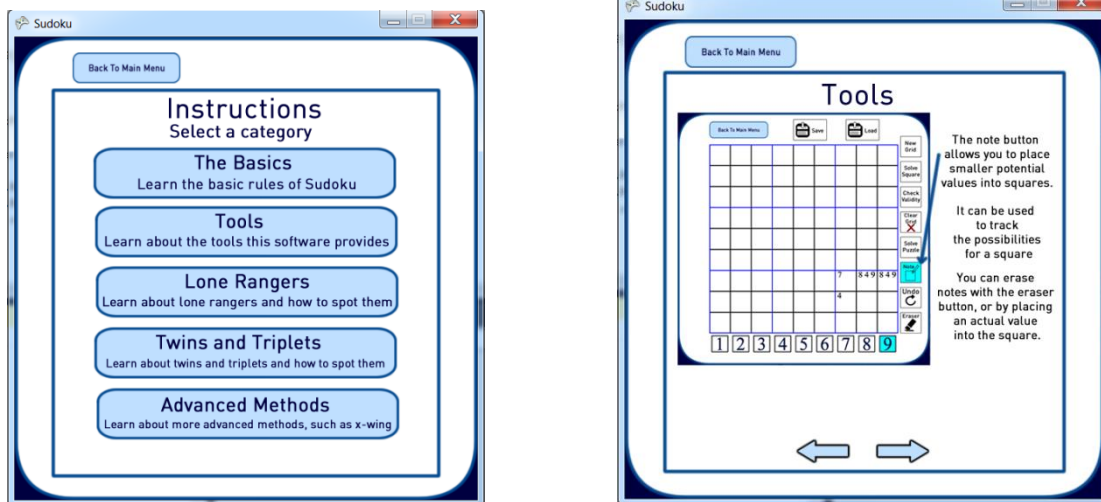 Sudoku
Back To Main Menu
Instructions
Select a category
The Basics
Learn the basic rules of Sudoku
Tools
Learn about the tools this software provides
Lone Rangers
Learn about lone rangers and how to spot them
Twins and Triplets
Learn about twins and triplets and how to spot them
Advanced Methods
Learn about more advanced methods, such as x-wing
Sudoku
Back To Main Menu
Tools
Back To Main Menu
Save
Load
New
Grid
Solve
Square
Check
Validity
Clear
Grid
Solve
Puzzle
Note
Undo
Eraser
7 849 849
4
1 2 3 4 5 6 7 8 9
The note button
allows you to place
smaller potential
values into squares.
It can be used
to track
the possibilities
for a square
You can erase
notes with the eraser
button, or by placing
an actual value
into the square.